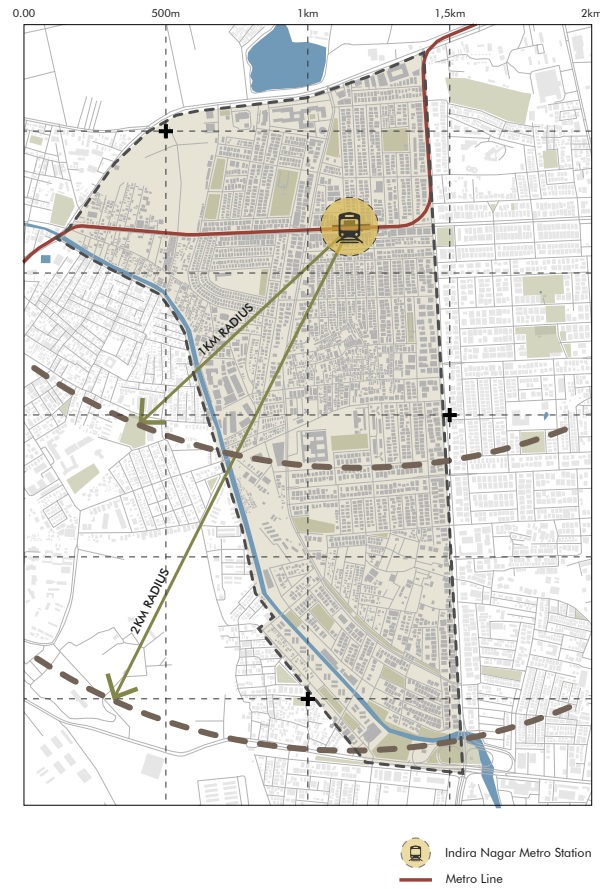 0.00 500m 1km 1,5km 2km
1KM RADIUS
2KM RADIUS
Indira Nagar Metro Station
Metro Line